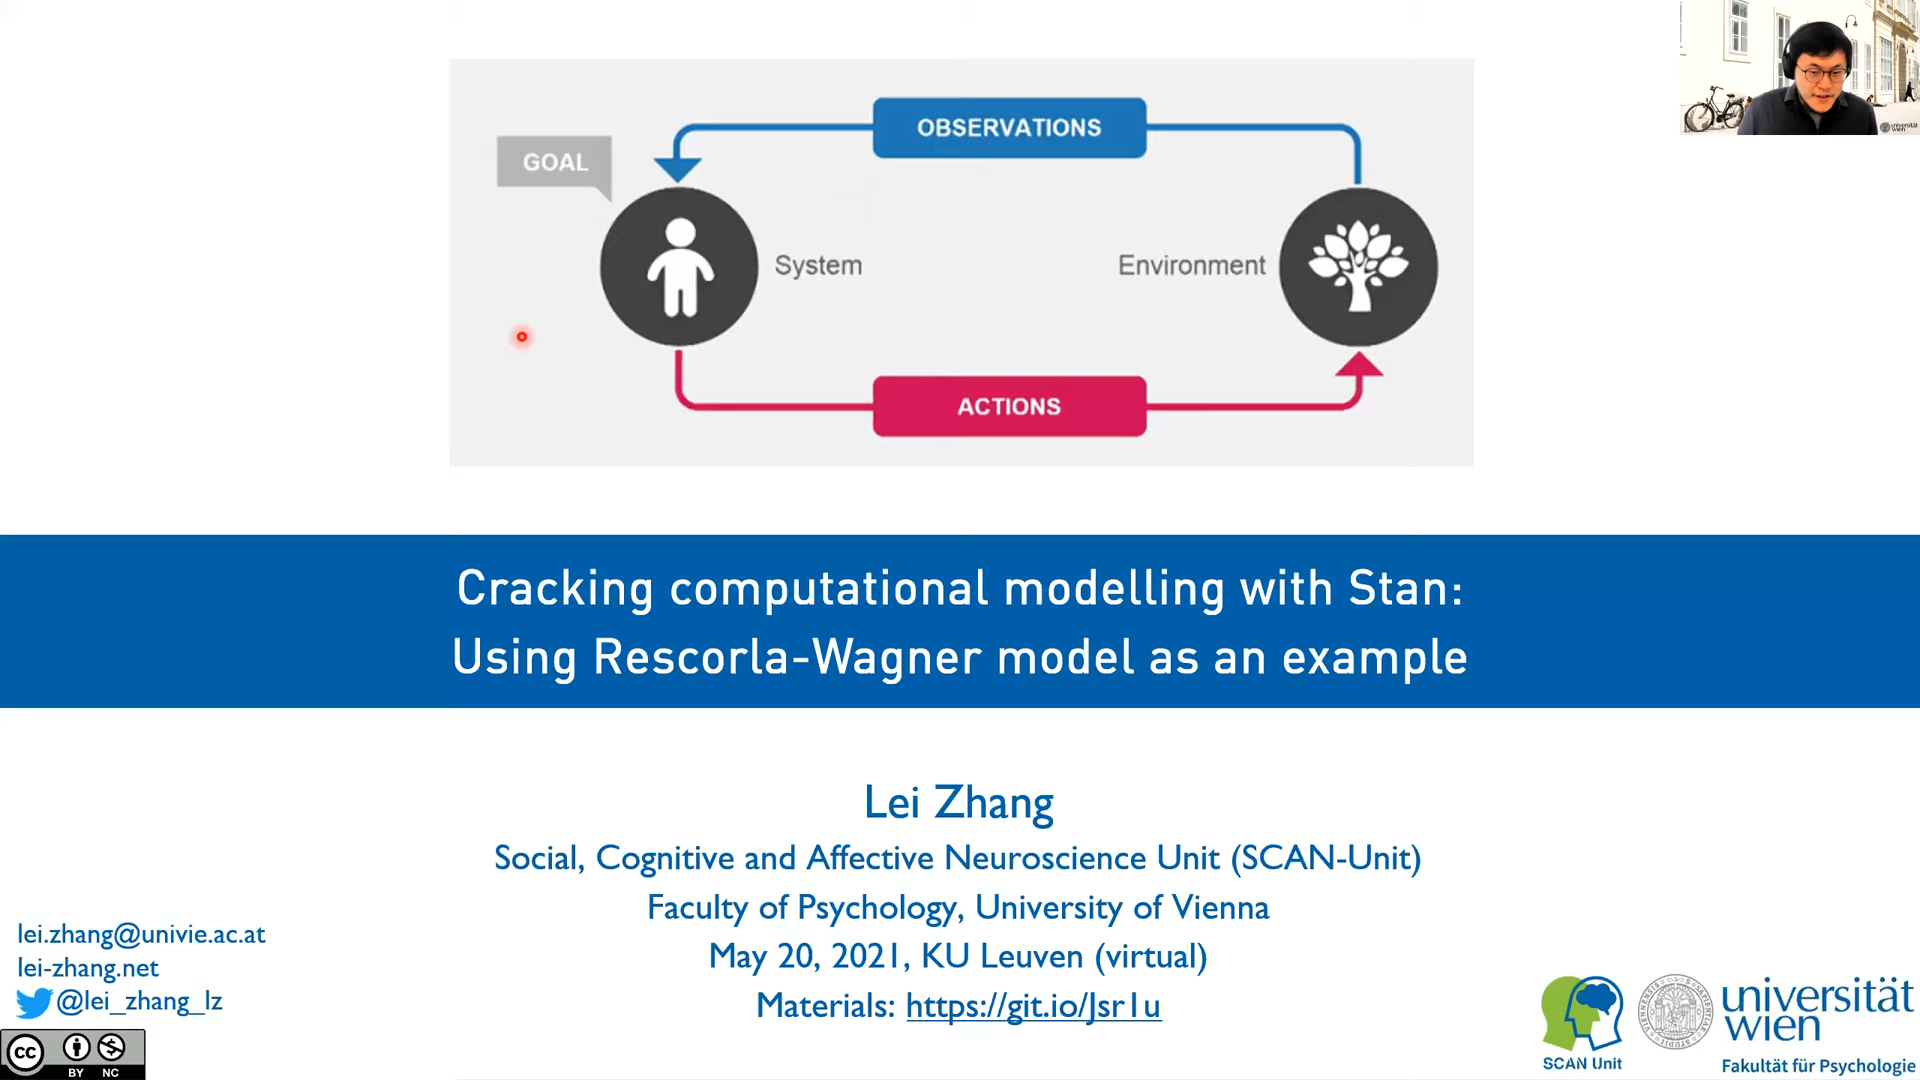 OBSERVATIONS
GOAL
System
Environment
ACTIONS
universität
wien
Cracking computational modelling with Stan:
Using Rescorla-Wagner model as an example
Lei Zhang
Social, Cognitive and Affective Neuroscience Unit (SCAN-Unit)
Faculty of Psychology, University of Vienna
May 20, 2021, KU Leuven (virtual)
Materials: https://git.io/Jsr1u
lei.zhang@univie.ac.at
lei-zhang.net
@lei_zhang_lz
cc
BY NC
SCAN Unit
universität
wien
Fakultät für Psychologie